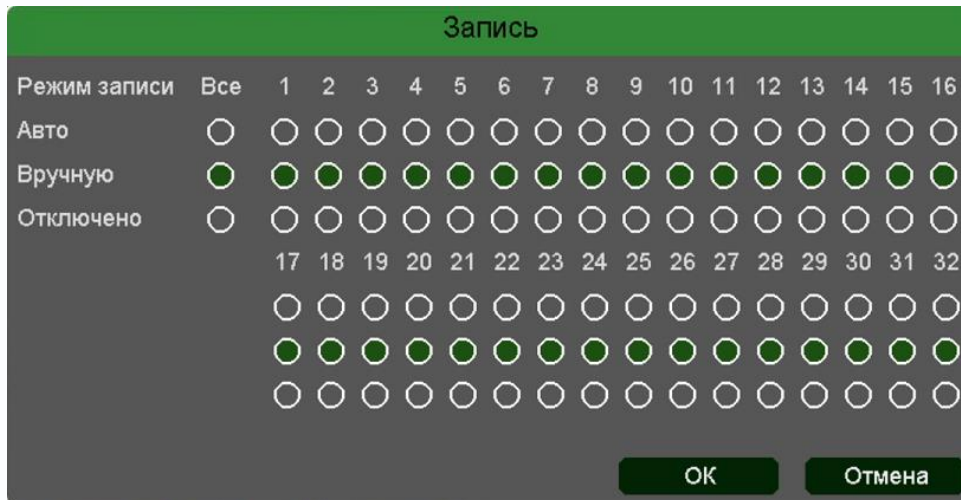 Запись
Режим записи Все 1 2 3 4 5 6 7 8 9 10 11 12 13 14 15 16
Авто
Вручную
Отключено
17 18 19 20 21 22 23 24 25 26 27 28 29 30 31 32
ОК Отмена